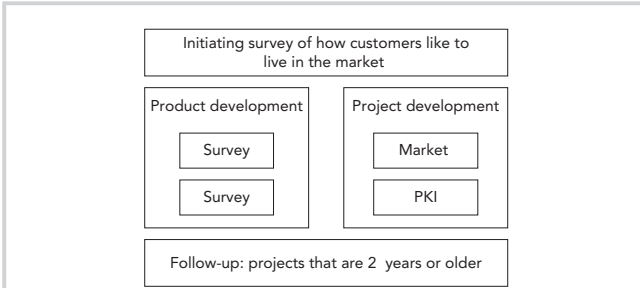 Initiating survey of how customers like to
live in the market
Product development
Survey
Survey
Project development
Market
PKI
Follow-up: projects that are 2 years or older